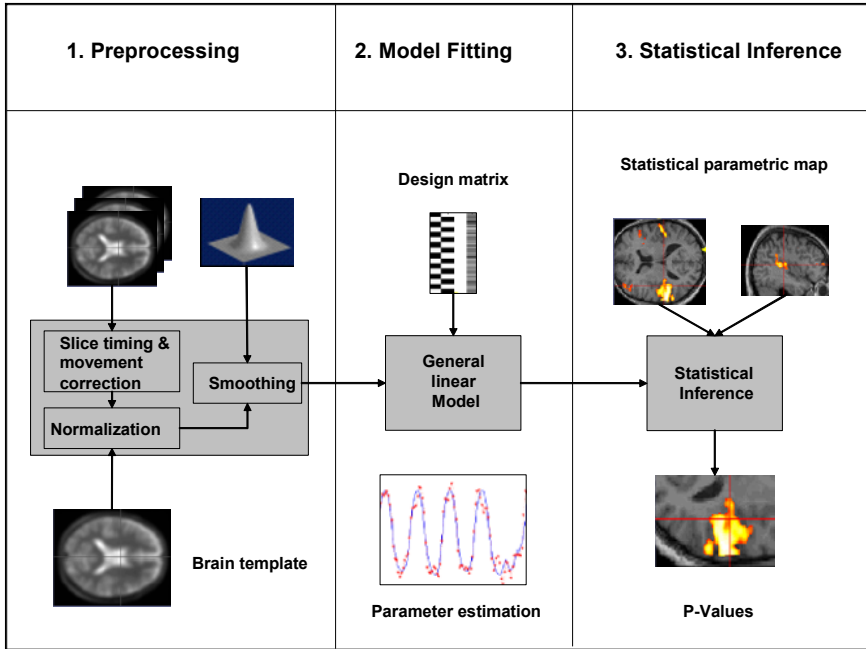 1. Preprocessing
2. Model Fitting
3. Statistical Inference
Design matrix
Statistical parametric map
Slice timing &
movement
correction
Normalization
Smoothing
General
linear
Model
Statistical
Inference
Brain template
Parameter estimation
P-Values